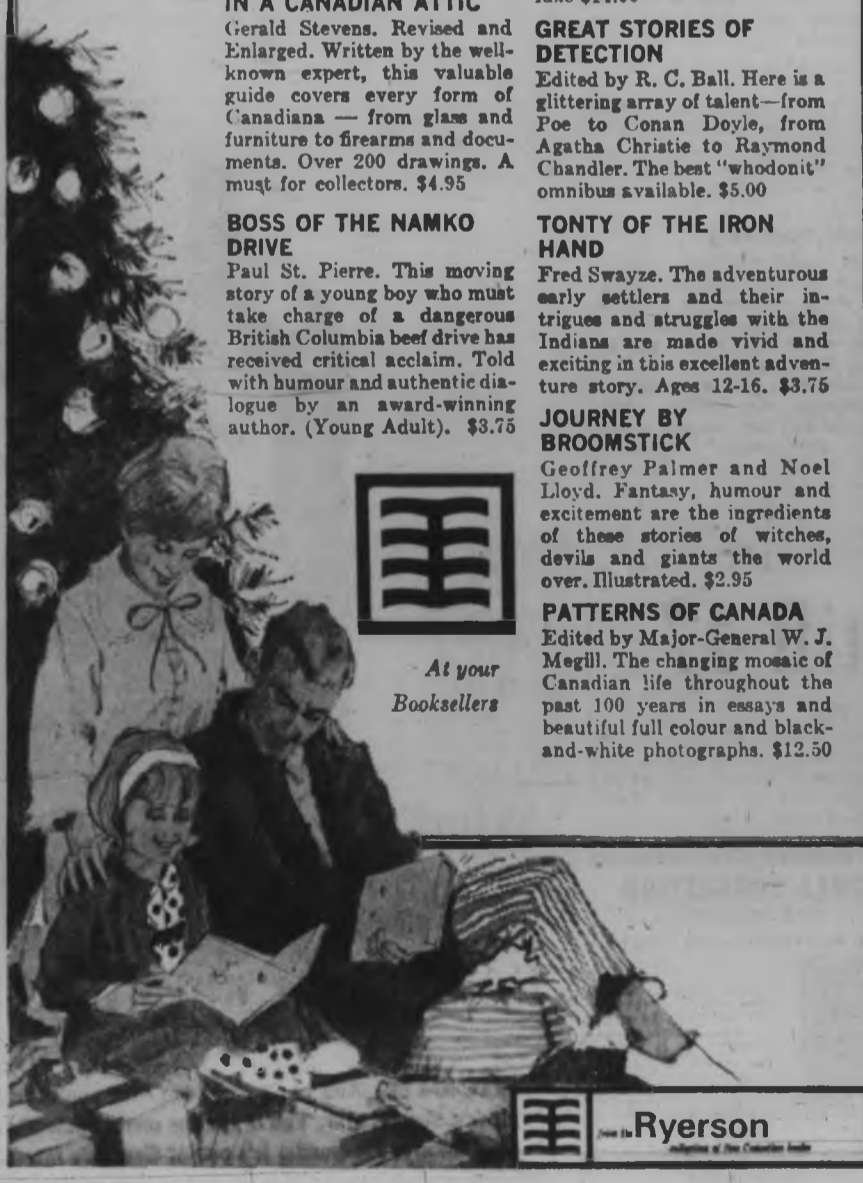 IN A CANADIAN ATTIC
Gerald Stevens. Revised and
Enlarged. Written by the well-
known expert, this valuable
guide covers every form of
Canadiana — from glass and
furniture to firearms and docu-
ments. Over 200 drawings. A
must for collectors. $4.95
BOSS OF THE NAMKO
DRIVE
Paul St. Pierre. This moving
story of a young boy who must
take charge of a dangerous
British Columbia beef drive has
received critical acclaim. Told
with humour and authentic dia-
logue by an award-winning
author. (Young Adult). $3.75
At your
Booksellers
GREAT STORIES OF
DETECTION
Edited by R. C. Ball. Here is a
glittering array of talent—from
Poe to Conan Doyle, from
Agatha Christie to Raymond
Chandler. The best "whodonit"
omnibus available. $5.00
TONTY OF THE IRON
HAND
Fred Swayze. The adventurous
early settlers and their in-
trigues and struggles with the
Indians are made vivid and
exciting in this excellent adven-
ture story. Ages 12-16. $3.75
JOURNEY BY
BROOMSTICK
Geoffrey Palmer and Noel
Lloyd. Fantasy, humour and
excitement are the ingredients
of these stories of witches,
devils and giants the world
over. Illustrated. $2.95
PATTERNS OF CANADA
Edited by Major-General W. J.
Megill. The changing mosaic of
Canadian life throughout the
past 100 years in essays and
beautiful full colour and black-
and-white photographs. $12.50
from the Ryerson